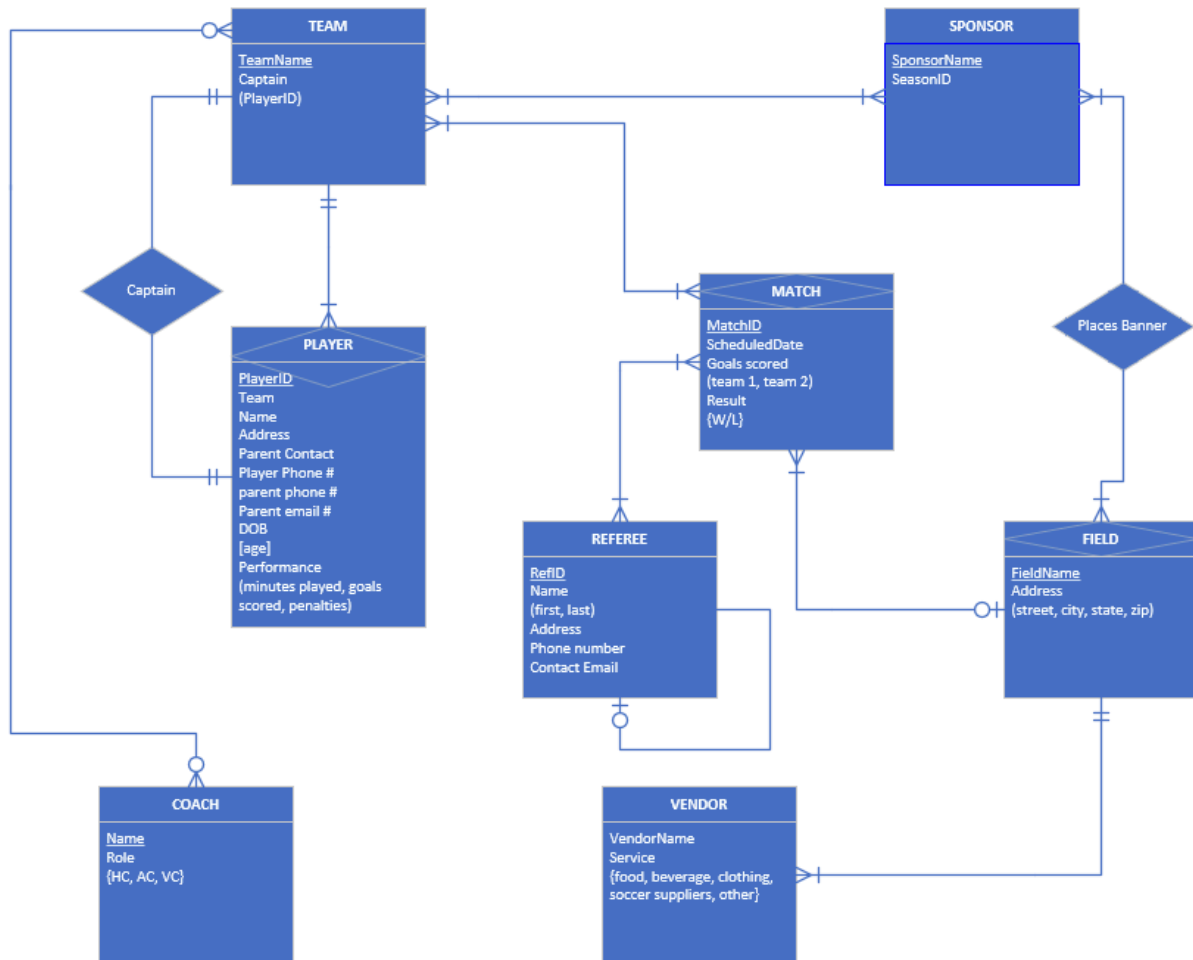 TEAM
TeamName
Captain
(PlayerID)
SPONSOR
SponsorName
SeasonID
Captain
MATCH
MatchID
ScheduledDate
Goals scored
(team 1, team 2)
Result
{W/L}
Places Banner
PLAYER
PlayerID
Team
Name
Address
Parent Contact
Player Phone #
parent phone #
Parent email #
DOB
[age]
Performance
(minutes played, goals
scored, penalties)
REFEREE
RefID
Name
(first, last)
Address
Phone number
Contact Email
FIELD
FieldName
Address
(street, city, state, zip)
COACH
Name
Role
{HC, AC, VC}
VENDOR
VendorName
Service
{food, beverage, clothing,
soccer suppliers, other}